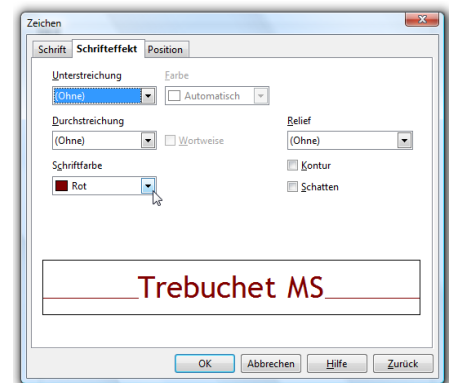 Zeichen
Schrift Schrifteffekt Position
Unterstreichung Farbe
(Ohne) Automatisch
Durchstreichung Relief
(Ohne) Wortweise (Ohne)
Schriftfarbe Kontur
Rot Schatten
Trebuchet MS
OK Abbrechen Hilfe Zurück